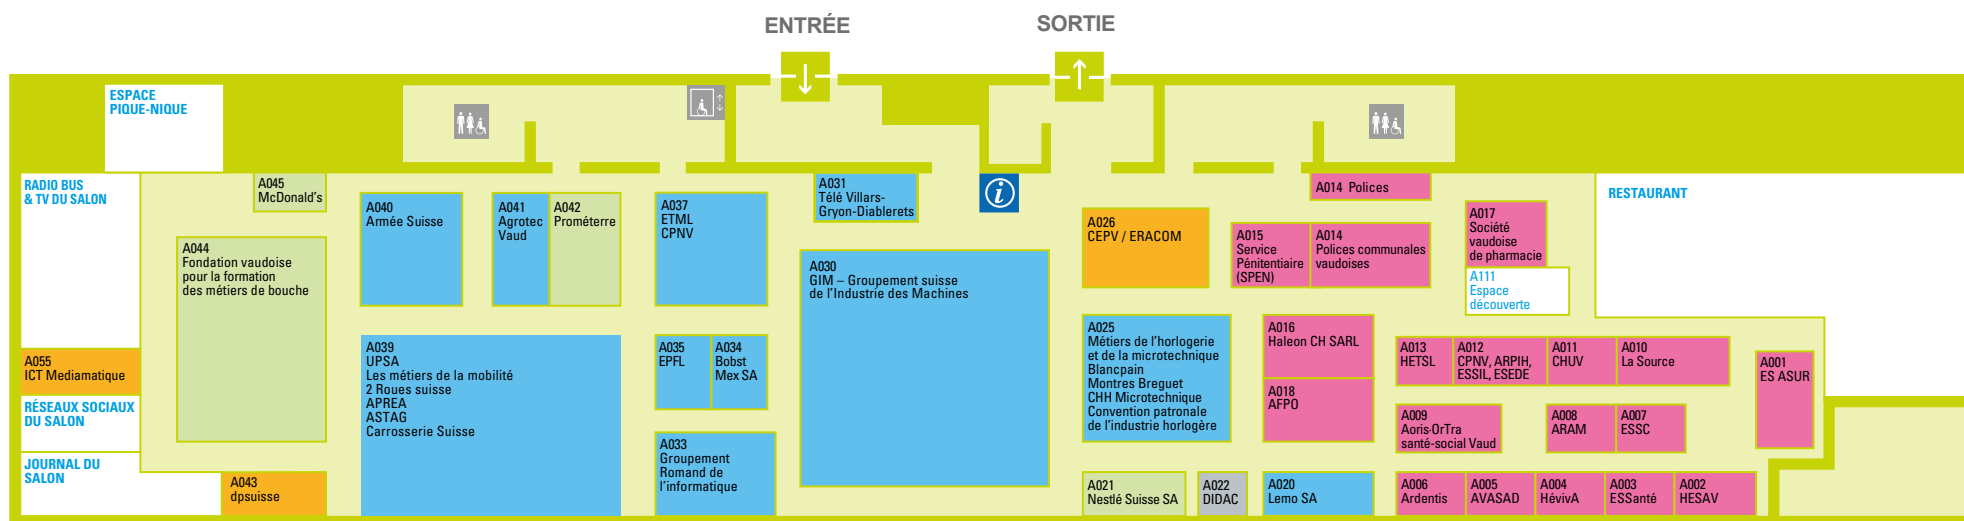 ENTRÉE
SORTIE
ESPACE
PIQUE-NIQUE
RADIO BUS
& TV DU SALON
A045
McDonald's
A044
Fondation vaudoise
pour la formation
des métiers de bouche
A055
ICT Mediamatique
RÉSEAUX SOCIAUX
DU SALON
JOURNAL DU
SALON
A043
dpsuisse
A040
Armée Suisse
A041
Agrotec
Vaud
A042
Prométerre
A039
UPSA
Les métiers de la mobilité
2 Roues suisse
APREA
ASTAG
Carrosserie Suisse
A037
ETML
CPNV
A035
EPFL
A034
Bobst
Mex SA
A033
Groupement
Romand de
l'informatique
A031
Télé Villars-
Gryon-Diablerets
i
A030
GIM – Groupement suisse
de l'Industrie des Machines
A026
CEPV / ERACOM
A025
Métiers de l'horlogerie
et de la microtechnique
Blancpain
Montres Breguet
CHH Microtechnique
Convention patronale
de l'industrie horlogère
A021
Nestlé Suisse SA
A022
DIDAC
A020
Lemo SA
A014 Polices
A015
Service
Pénitentiaire
(SPEN)
A014
Polices communales
vaudoises
A016
Haleon CH SARL
A018
AFPO
A017
Société
vaudoise
de pharmacie
A111
Espace
découverte
RESTAURANT
A013
HETSL
A012
CPNV, ARPIH,
ESSIL, ESEDE
A011
CHUV
A010
La Source
A001
ES ASUR
A009
Aoris·OrTra
santé-social Vaud
A008
ARAM
A007
ESSC
A006
Ardentis
A005
AVASAD
A004
HévivA
A003
ESSanté
A002
HESAV